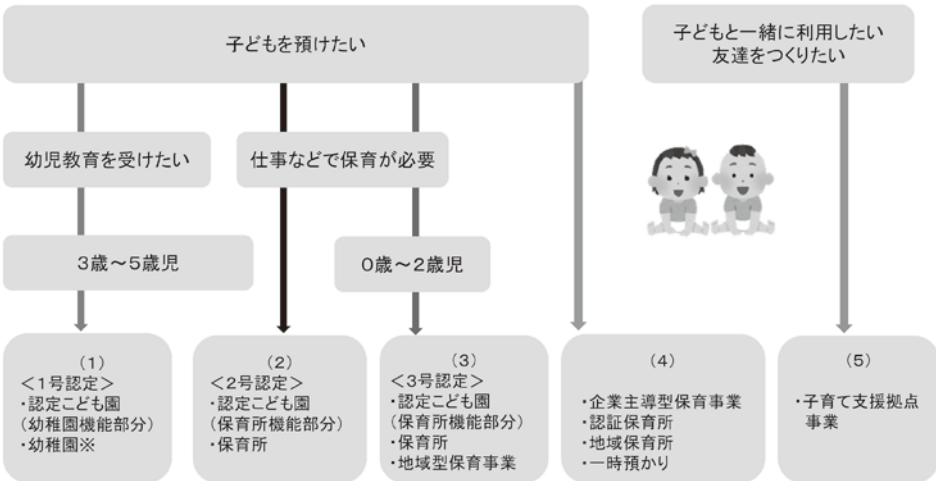 子どもを預けたい
子どもと一緒に利用したい
友達をつくりたい
幼児教育を受けたい
仕事などで保育が必要
3歳～5歳児
0歳～2歳児
(1)
＜1号認定＞
・認定こども園
(幼稚園機能部分)
・幼稚園※
(2)
＜2号認定＞
・認定こども園
(保育所機能部分)
・保育所
(3)
＜3号認定＞
・認定こども園
(保育所機能部分)
・保育所
・地域型保育事業
(4)
・企業主導型保育事業
・認証保育所
・地域保育所
・一時預かり
(5)
・子育て支援拠点
事業